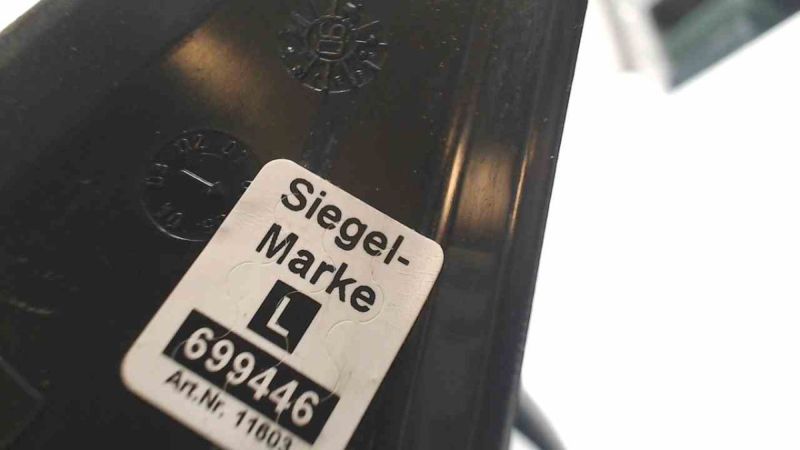 Siegel-
Marke
L
699446
Art.Nr. 11603